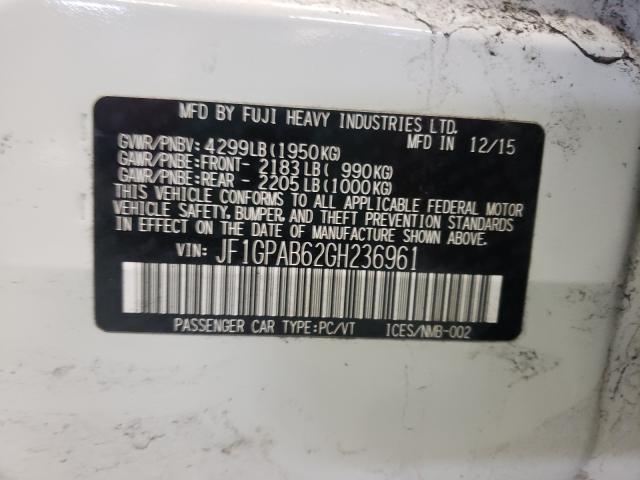 MFD BY FUJI HEAVY INDUSTRIES LTD.
MFD IN 12/15
GVWR/PNBV: 4299LB(1950KG)
GAWR/PNBE:FRONT- 2183LB( 990KG)
GAWR/PNBE:REAR - 2205LB(1000KG)
THIS VEHICLE CONFORMS TO ALL APPLICABLE FEDERAL MOTOR
VEHICLE SAFETY, BUMPER, AND THEFT PREVENTION STANDARDS
IN EFFECT ON THE DATE OF MANUFACTURE SHOWN ABOVE.
VIN: JF1GPAB62GH236961
PASSENGER CAR TYPE:PC/VT ICES/NMB-002